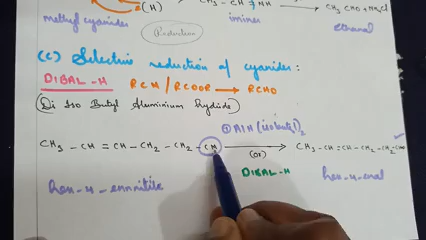 (H)
CH3 - CH = NH
CH3 CHO + NH4Cl
methyl cyanides
imines
ethanal
Reduction
(c) Selective reduction of cyanides:
DIBAL-H RCN / RCOOR → RCHO
(Di Iso Butyl Aluminium hydride)
① AlH (isobutyl)2
CH3 - CH = CH - CH2 - CH2 - CN → CH3 - CH = CH - CH2 - CH2 - CHO
(or)
DIBAL-H
hex-4-ennitile
hex-4-enal